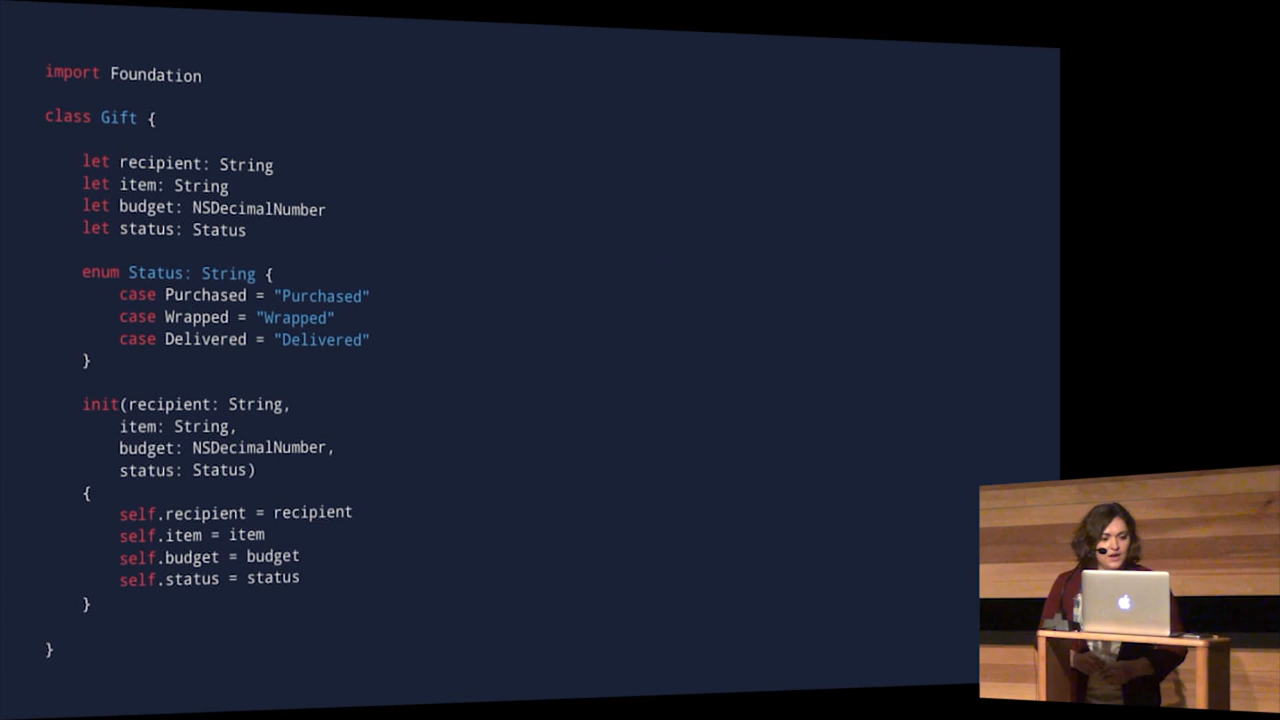 import Foundation
class Gift {
let recipient: String
let item: String
let budget: NSDecimalNumber
let status: Status
enum Status: String {
case Purchased = "Purchased"
case Wrapped = "Wrapped"
case Delivered = "Delivered"
}
init(recipient: String,
item: String,
budget: NSDecimalNumber,
status: Status)
{
self.recipient = recipient
self.item = item
self.budget = budget
self.status = status
}
}